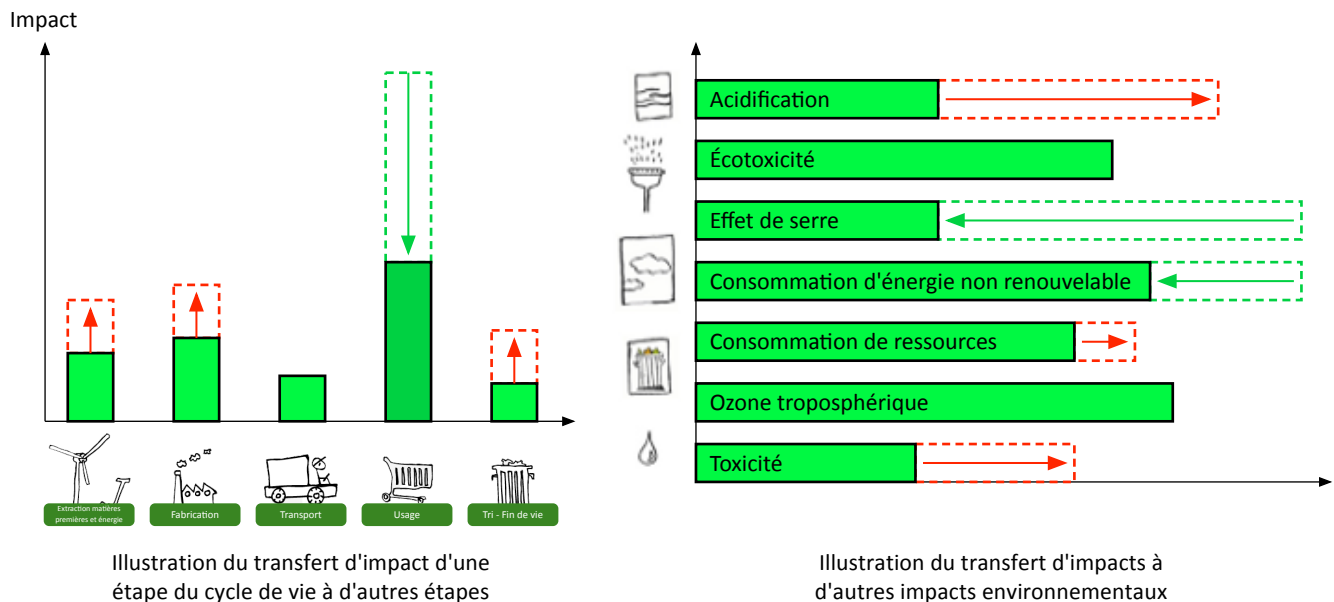 Impact
Extraction matières
premières et énergie
Fabrication
Transport
Usage
Tri - Fin de vie
Illustration du transfert d'impact d'une
étape du cycle de vie à d'autres étapes
Acidification
Écotoxicité
Effet de serre
Consommation d'énergie non renouvelable
Consommation de ressources
Ozone troposphérique
Toxicité
Illustration du transfert d'impacts à
d'autres impacts environnementaux